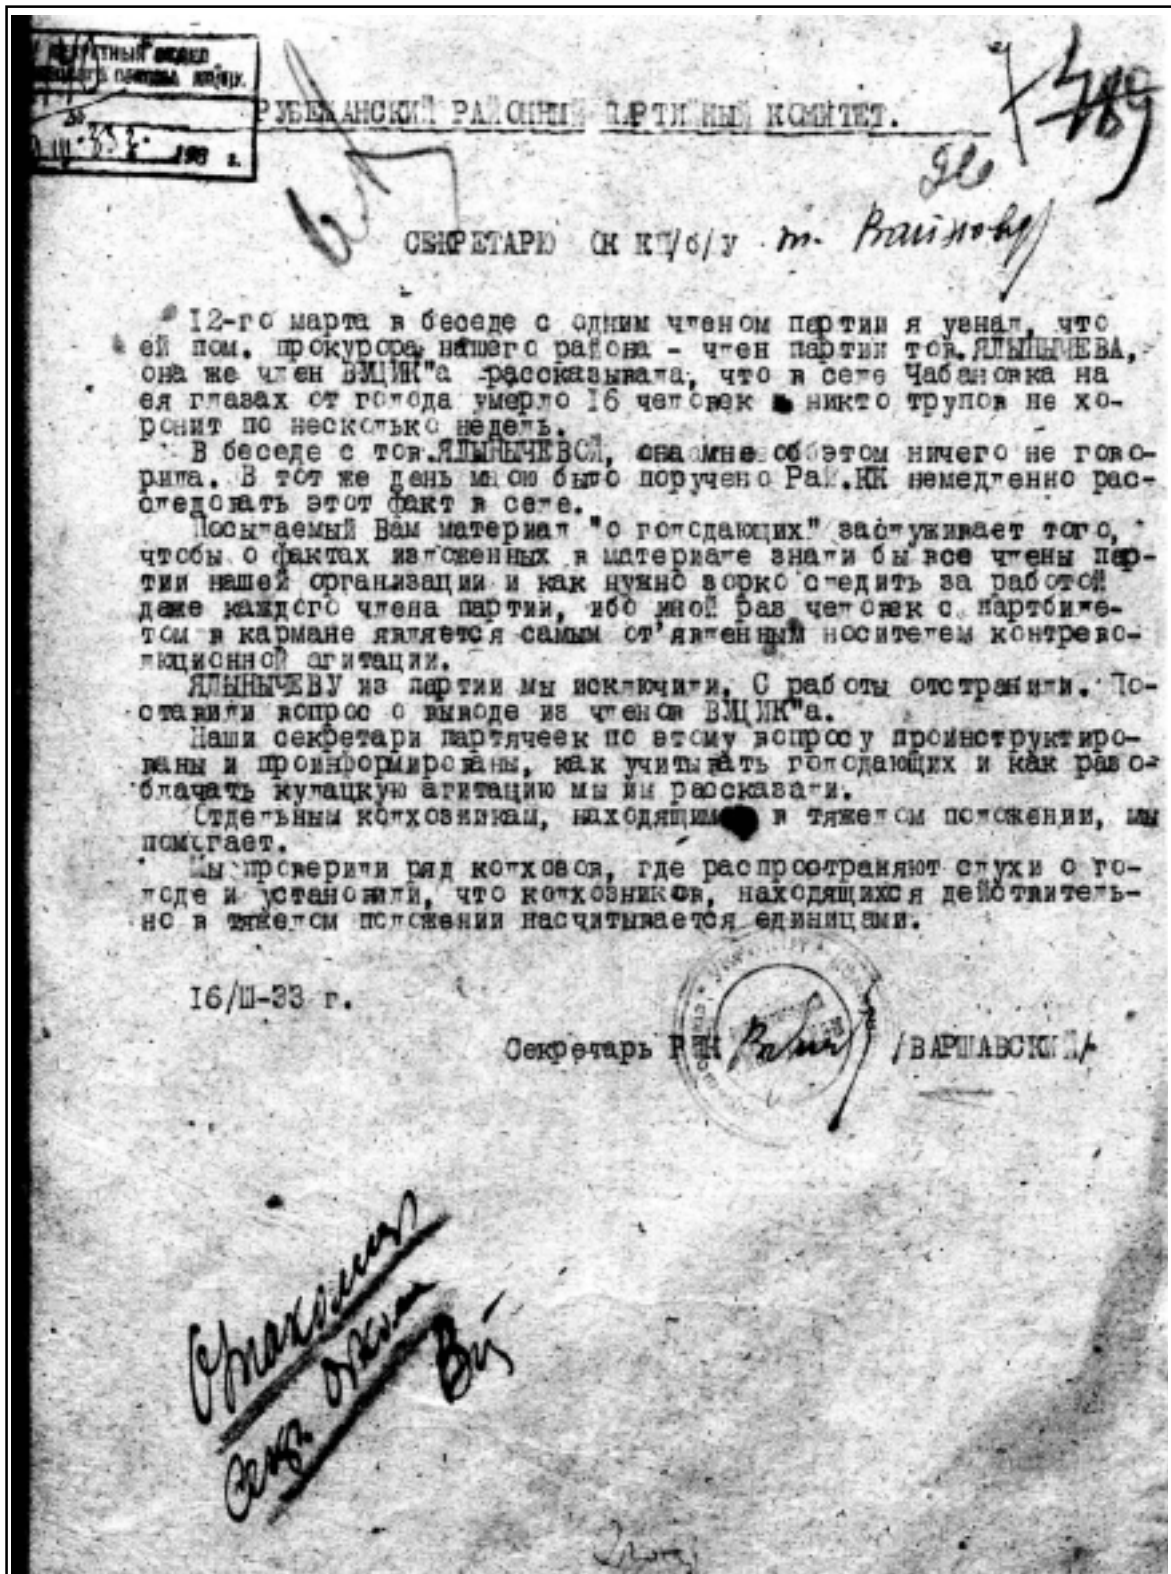 СЕКРЕТНЫЙ ОТДЕЛ
193 г.
789
РУБЕЖАНСКИЙ РАЙОННЫЙ ПАРТИЙНЫЙ КОМИТЕТ.
СЕКРЕТАРЮ ОК КП/б/У т. Вайнову
12-го марта в беседе с одним членом партии я узнал, что
ей пом. прокурора нашего района - член партии тов.ЯЛЫНЫЧЕВА,
она же член ВУЦИК"а рассказывала, что в селе Чабановка на
ея глазах от голода умерло 16 человек и никто трупов не хо-
ронит по несколько недель.
В беседе с тов.ЯЛЫНЫЧЕВОЙ, она мне об этом ничего не гово-
рила. В тот же день мною было поручено Рай.КК немедленно рас-
следовать этот факт в селе.
Посылаемый Вам материал "о голодающих" заслуживает того,
чтобы о фактах изложенных в материале знали бы все члены пар-
тии нашей организации и как нужно зорко следить за работой
даже каждого члена партии, ибо иной раз человек с партбиле-
том в кармане является самым от'явленным носителем контрево-
люционной агитации.
ЯЛЫНЫЧЕВУ из партии мы исключили. С работы отстранили. По-
ставили вопрос о выводе из членов ВУЦИК"а.
Наши секретари партячеек по этому вопросу проинструктиро-
ваны и проинформированы, как учитывать голодающих и как разо-
блачать кулацкую агитацию мы им рассказали.
Отдельным колхозникам, находящимся в тяжелом положении, мы
помогает.
Мы проверили ряд колхозов, где распространяют слухи о го-
лоде и установили, что колхозников, находящихся действитель-
но в тяжелом положении насчитывается единицами.
16/Ш-33 г.
Секретарь РПК /ВАРШАВСКИЙ/